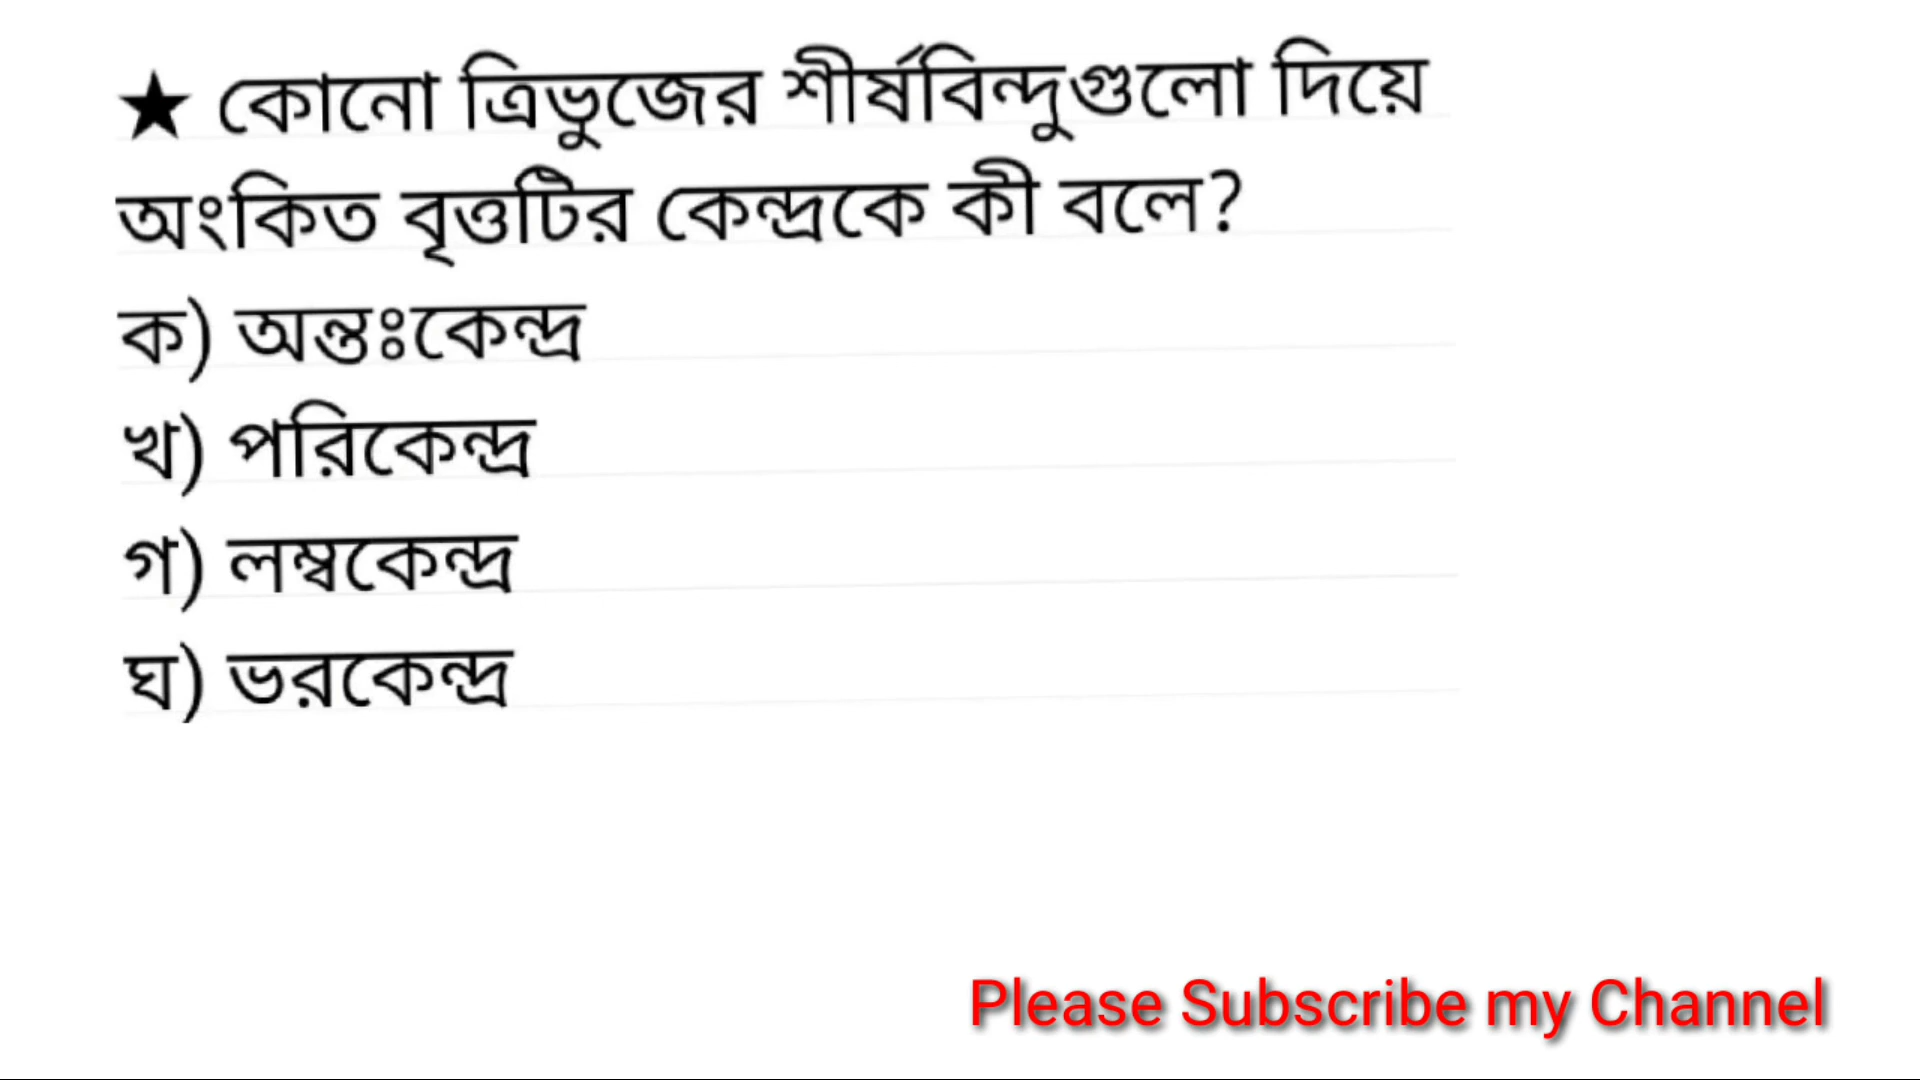 ★ কোনো ত্রিভুজের শীর্ষবিন্দুগুলো দিয়ে
অংকিত বৃত্তটির কেন্দ্রকে কী বলে?
ক) অন্তঃকেন্দ্র
খ) পরিকেন্দ্র
গ) লম্বকেন্দ্র
ঘ) ভরকেন্দ্র
Please Subscribe my Channel